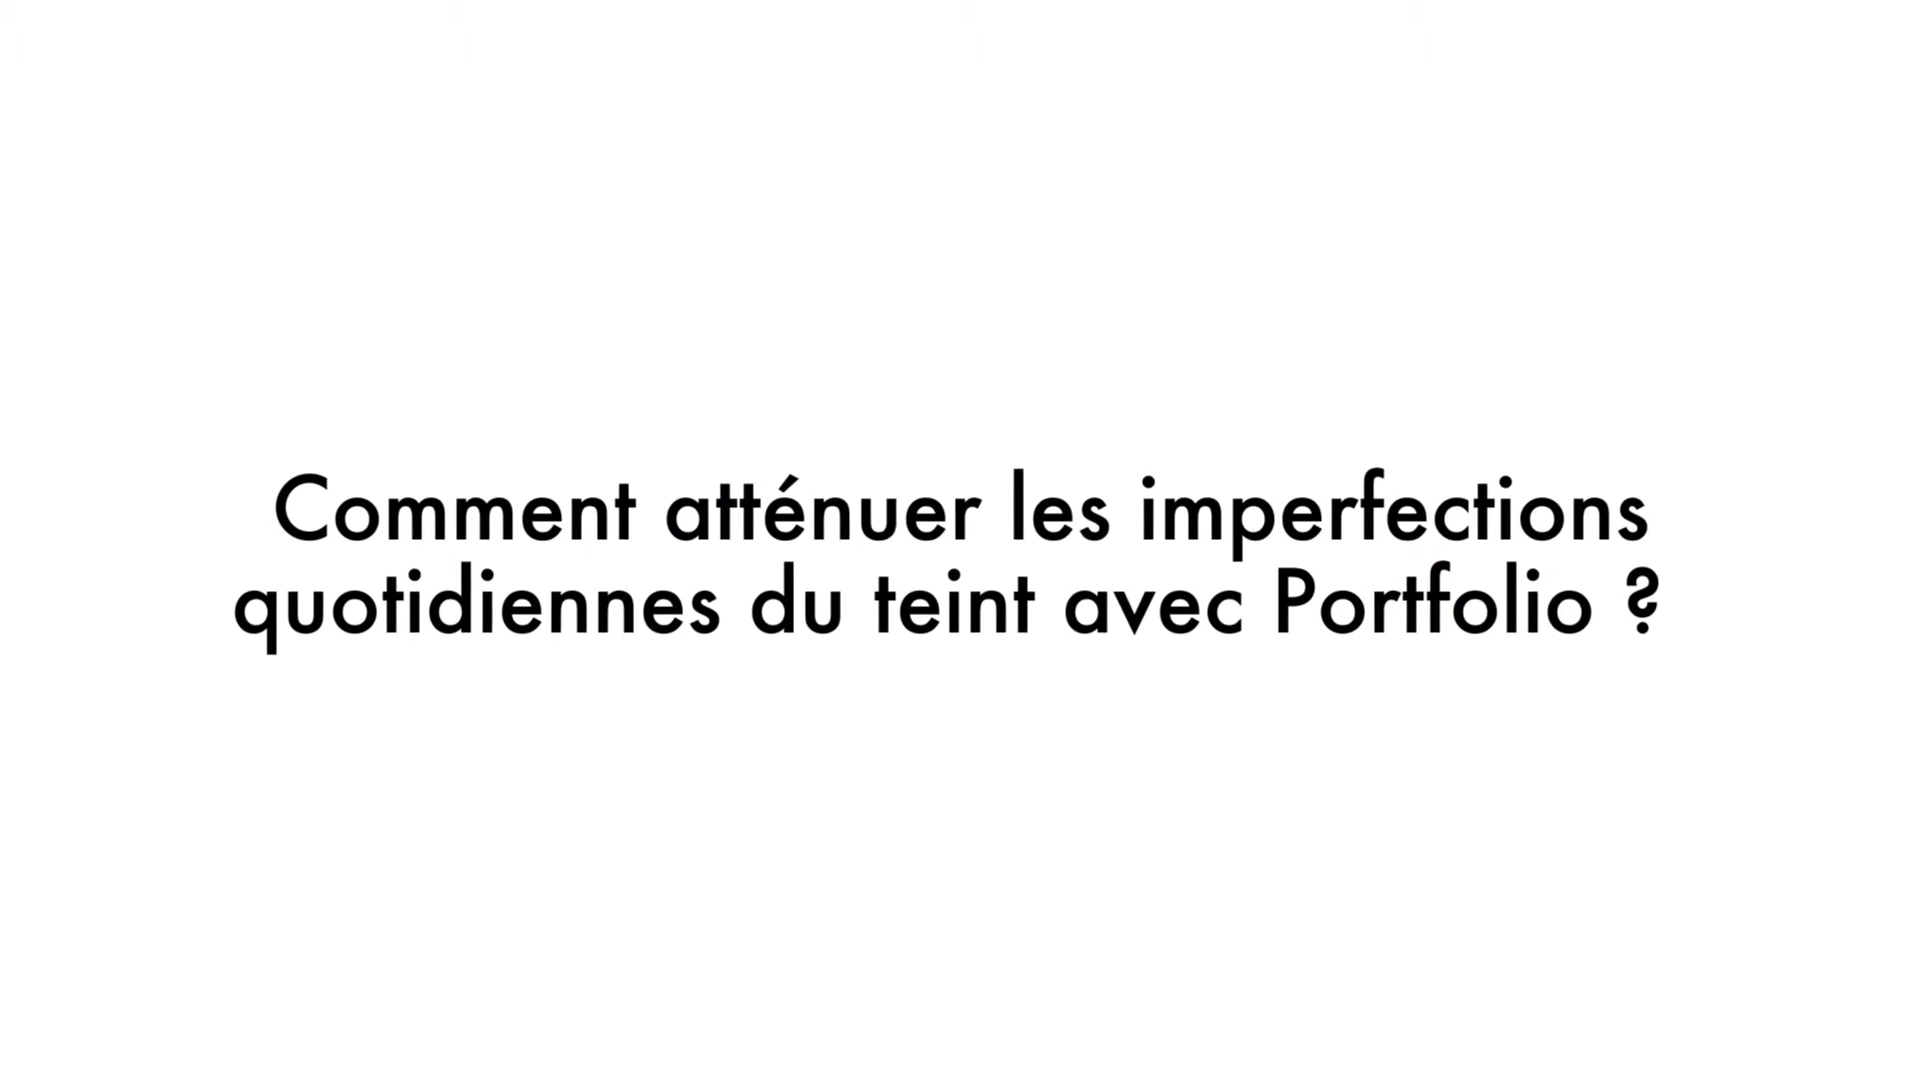 Comment atténuer les imperfections
quotidiennes du teint avec Portfolio ?